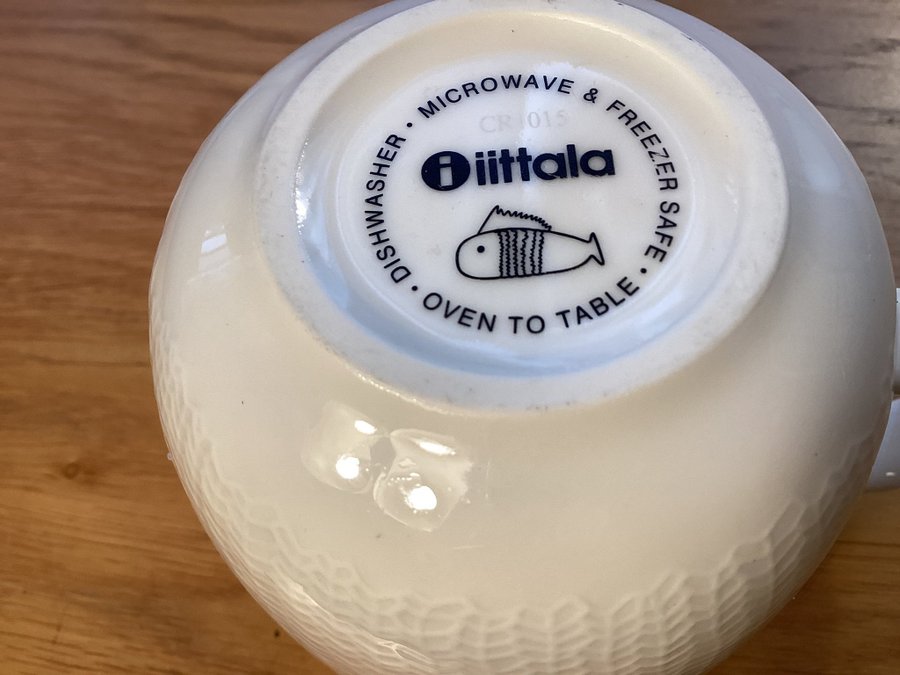 DISHWASHER • MICROWAVE & FREEZER SAFE • OVEN TO TABLE •
CR1015
i iittala